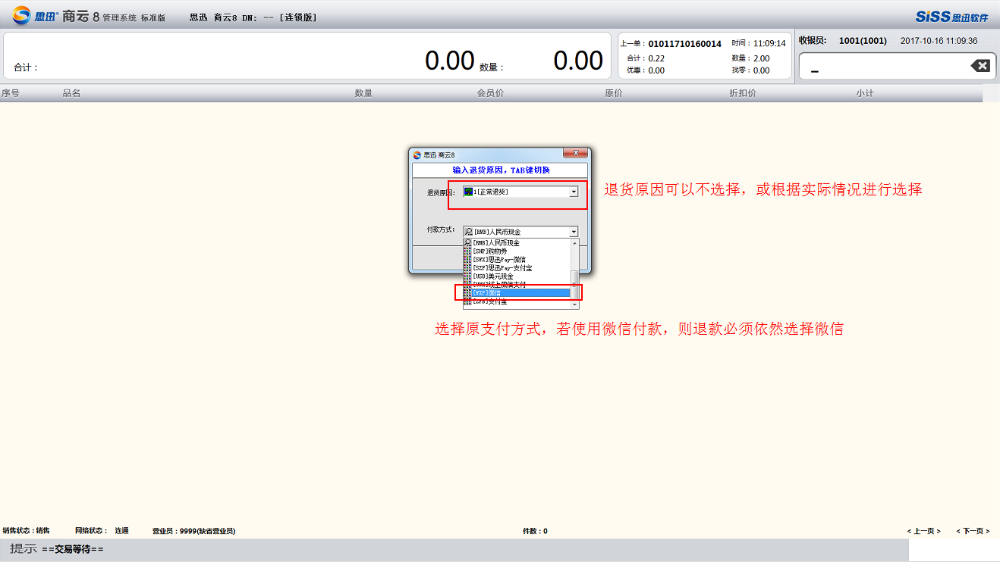 思迅 商云 8 管理系统 标准版
思迅 商云8 DN: -- [连锁版]
SiSS 思迅软件
合计：
0.00
数量：
0.00
上一单：01011710160014 时间：11:09:14
合计：0.22 数量：2.00
优惠：0.00 找零：0.00
收银员: 1001(1001) 2017-10-16 11:09:36
序号 品名 数量 会员价 原价 折扣价 小计
思迅 商云8
输入退货原因，TAB键切换
退货原因: 1[正常退货]
退货原因可以不选择，或根据实际情况进行选择
付款方式: [RMB]人民币现金
[RMB]人民币现金
[SHP]购物券
[SWX]思迅Pay-微信
[SZF]思迅Pay-支付宝
[USD]美元现金
线上微信支付
[WXP]微信
[ZFB]支付宝
选择原支付方式，若使用微信付款，则退款必须依然选择微信
销售状态：销售 网络状态： 连通 营业员：9999(缺省营业员) 件数：0 < 上一页 > < 下一页 >
提示 ==交易等待==